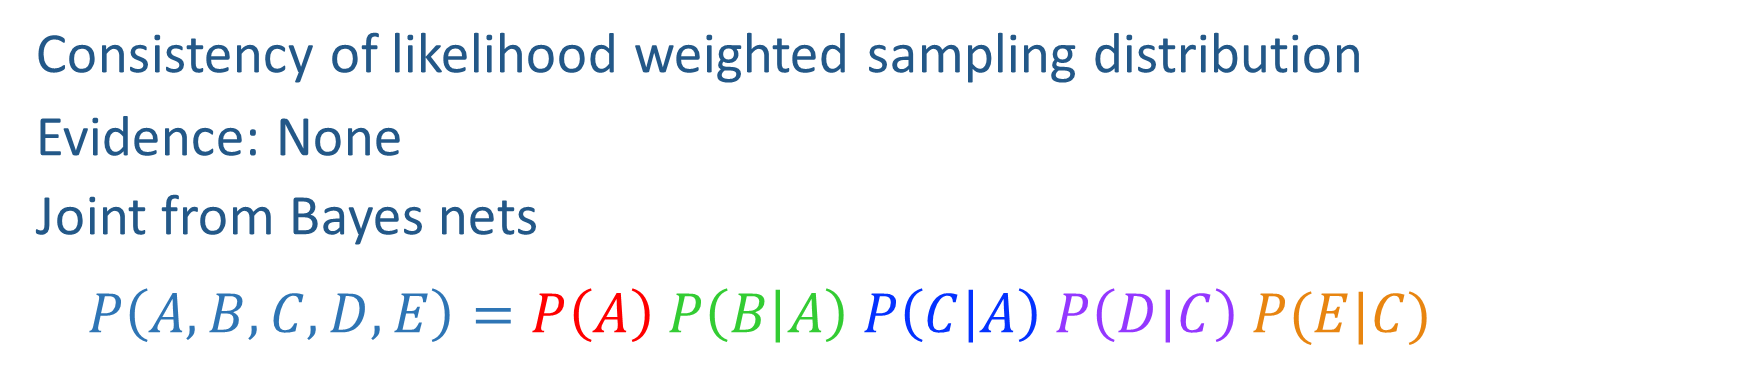 Consistency of likelihood weighted sampling distribution
Evidence: None
Joint from Bayes nets
P(A, B, C, D, E) = P(A) P(B|A) P(C|A) P(D|C) P(E|C)